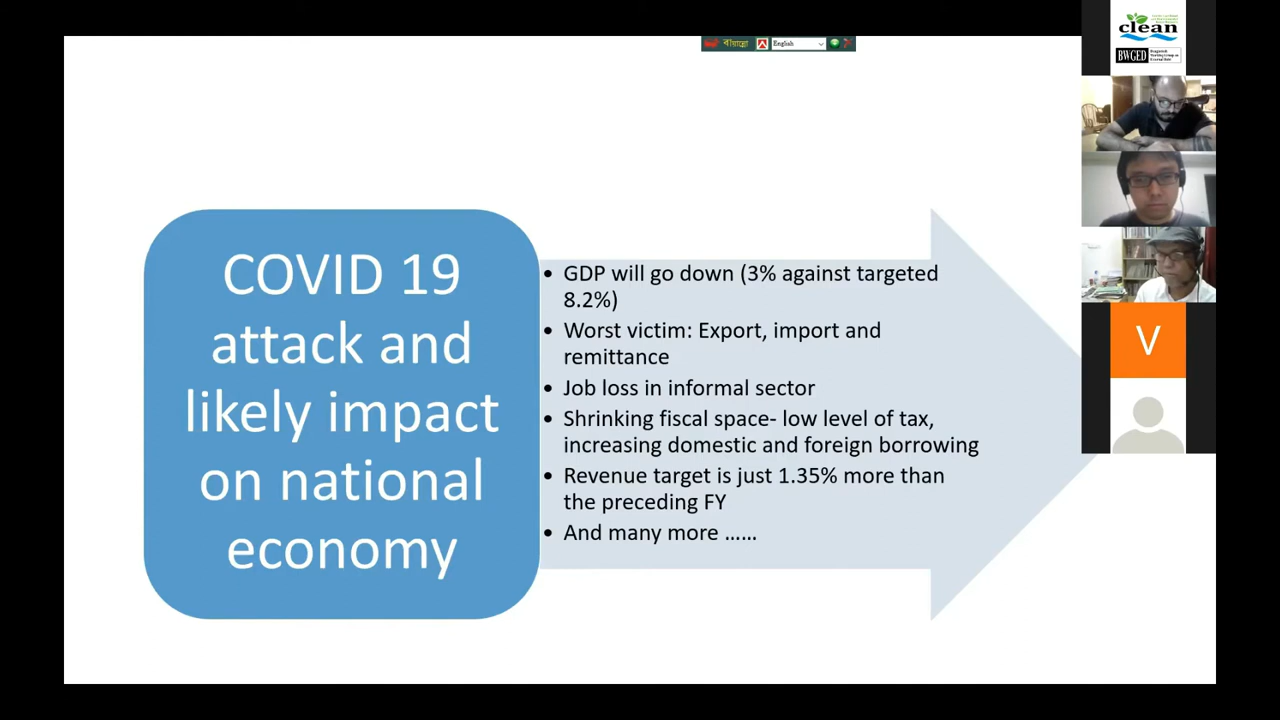 বায়ান্নো
English
clean
BWGED
COVID 19
attack and
likely impact
on national
economy
• GDP will go down (3% against targeted
8.2%)
• Worst victim: Export, import and
remittance
• Job loss in informal sector
• Shrinking fiscal space- low level of tax,
increasing domestic and foreign borrowing
• Revenue target is just 1.35% more than
the preceding FY
• And many more ......
V